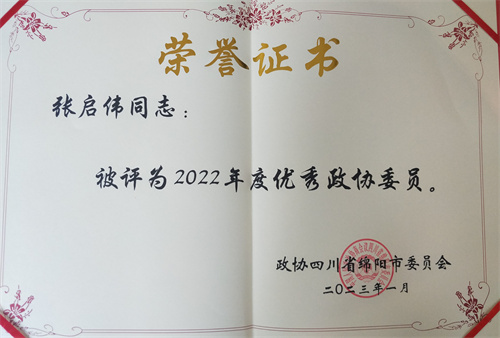 荣誉证书
张启伟同志：
被评为2022年度优秀政协委员。
政协四川省绵阳市委员会
二〇二三年一月